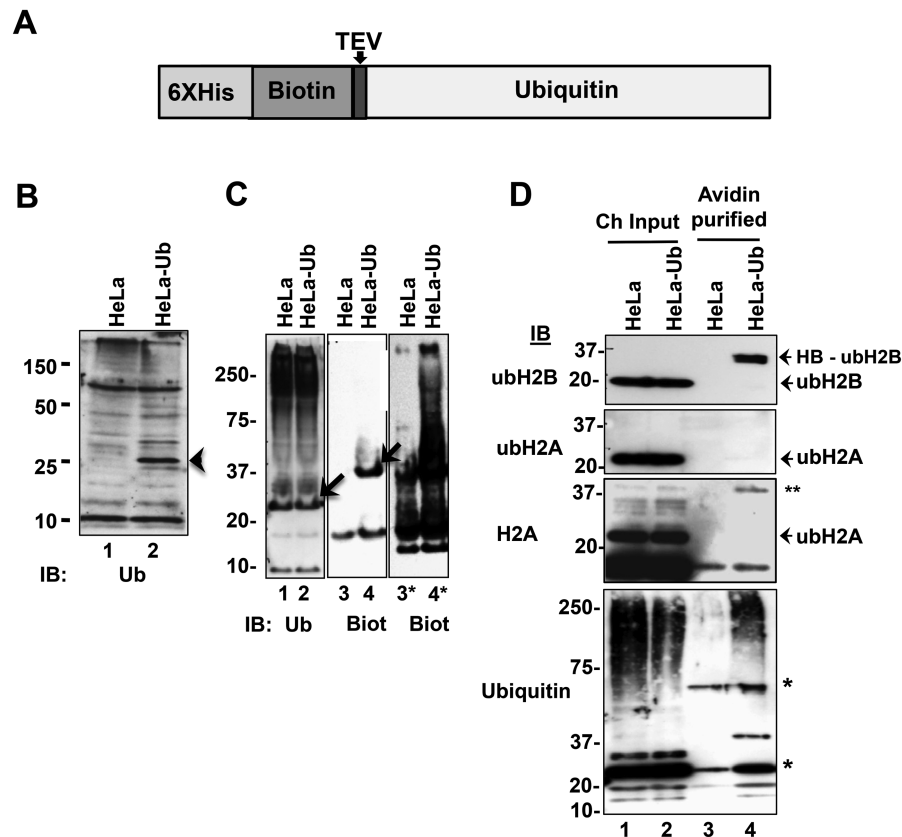 A
TEV
6XHis Biotin Ubiquitin
B
HeLa HeLa-Ub
150
50
25
10
1 2
IB: Ub
C
HeLa HeLa-Ub HeLa HeLa-Ub HeLa HeLa-Ub
250-
75-
37-
20-
10-
1 2 3 4 3* 4*
IB: Ub Biot Biot
D
Ch Input Avidin purified
HeLa HeLa-Ub HeLa HeLa-Ub
IB
ubH2B 37- 20- HB - ubH2B
ubH2B
ubH2A 37- 20- ubH2A
H2A 37- 20- **
ubH2A
Ubiquitin 250- 75- 37- 20- 10- *
*
1 2 3 4